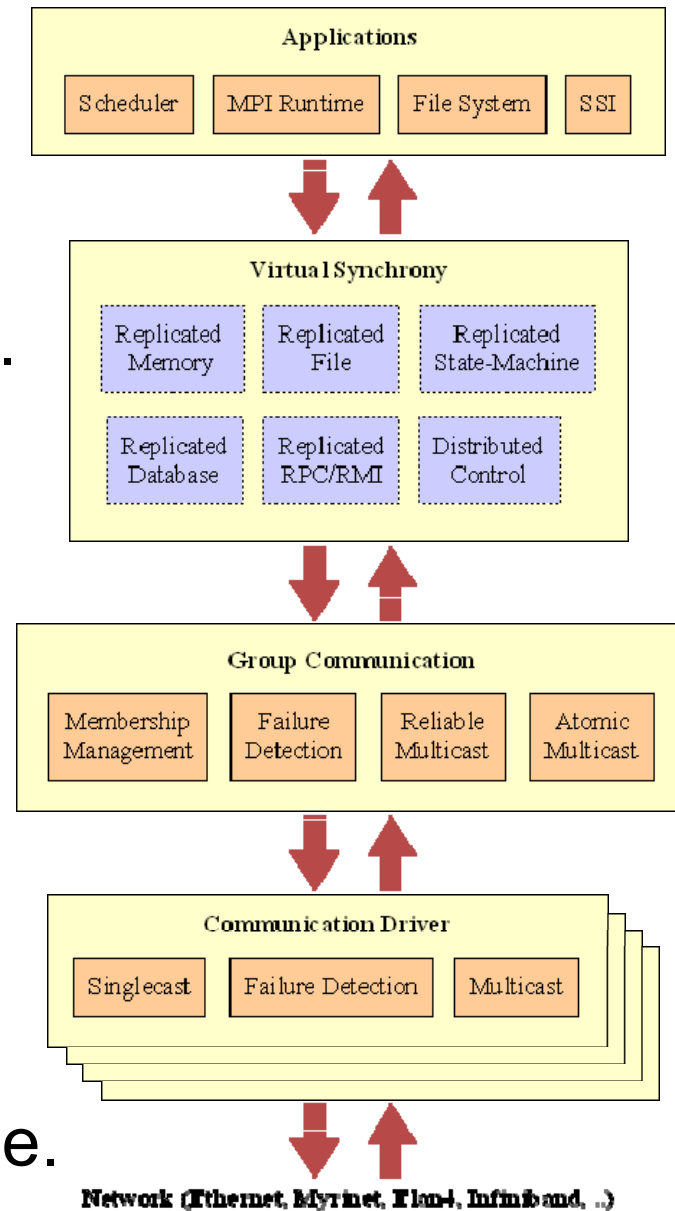 Applications
Scheduler MPI Runtime File System SSI
Virtual Synchrony
Replicated Memory
Replicated File
Replicated State-Machine
.
Replicated Database
Replicated RPC/RMI
Distributed Control
Group Communication
Membership Management
Failure Detection
Reliable Multicast
Atomic Multicast
Communication Driver
Singlecast Failure Detection Multicast
e.
Network (Ethernet, Myrinet, Elan4, Infiniband, ..)